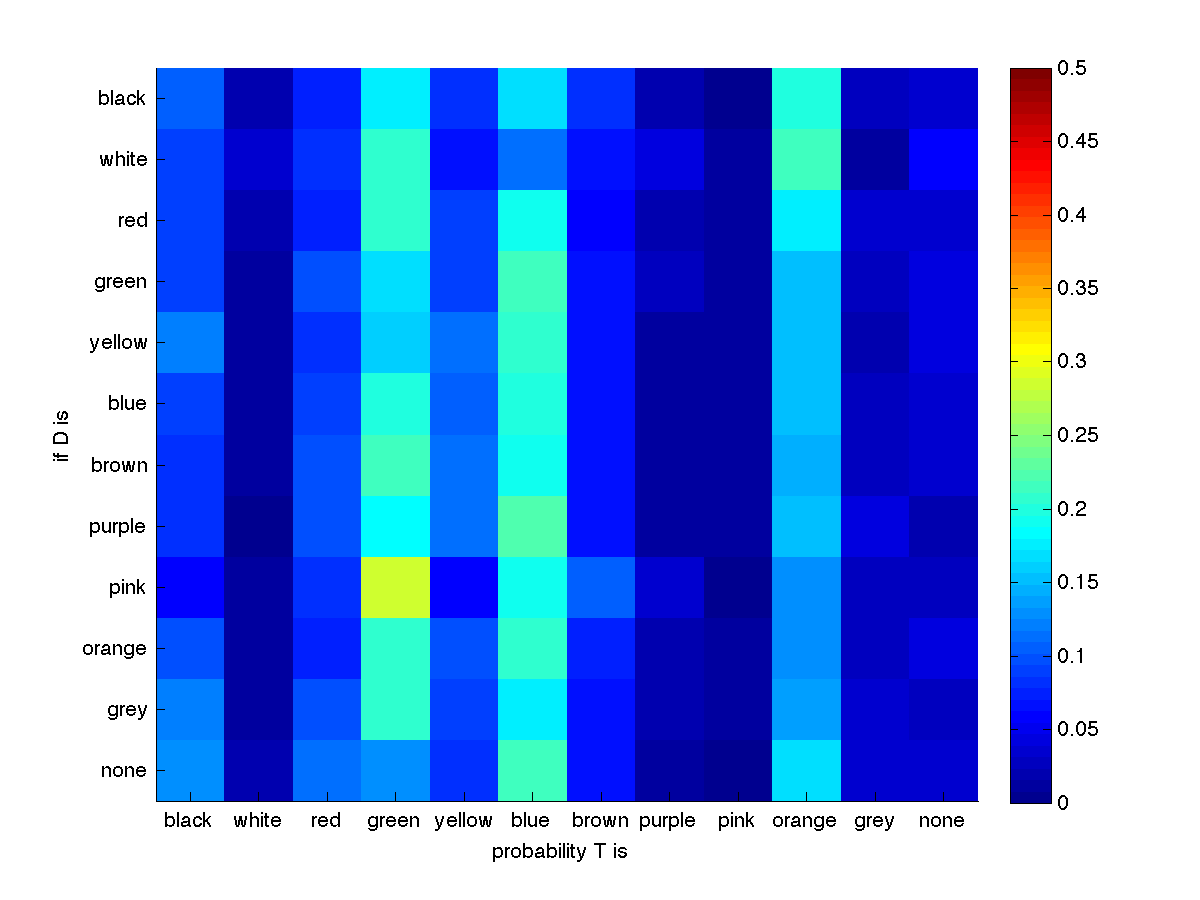 black
white
red
green
yellow
blue
brown
purple
pink
orange
grey
none
if D is
black white red green yellow blue brown purple pink orange grey none
probability T is
0.5
0.45
0.4
0.35
0.3
0.25
0.2
0.15
0.1
0.05
0